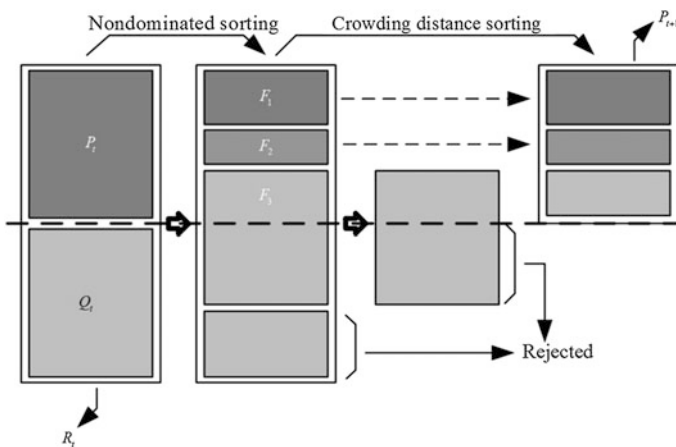 Nondominated sorting
Crowding distance sorting
P_{t+1}
P_t
F_1
F_2
F_3
Q_t
Rejected
R_t